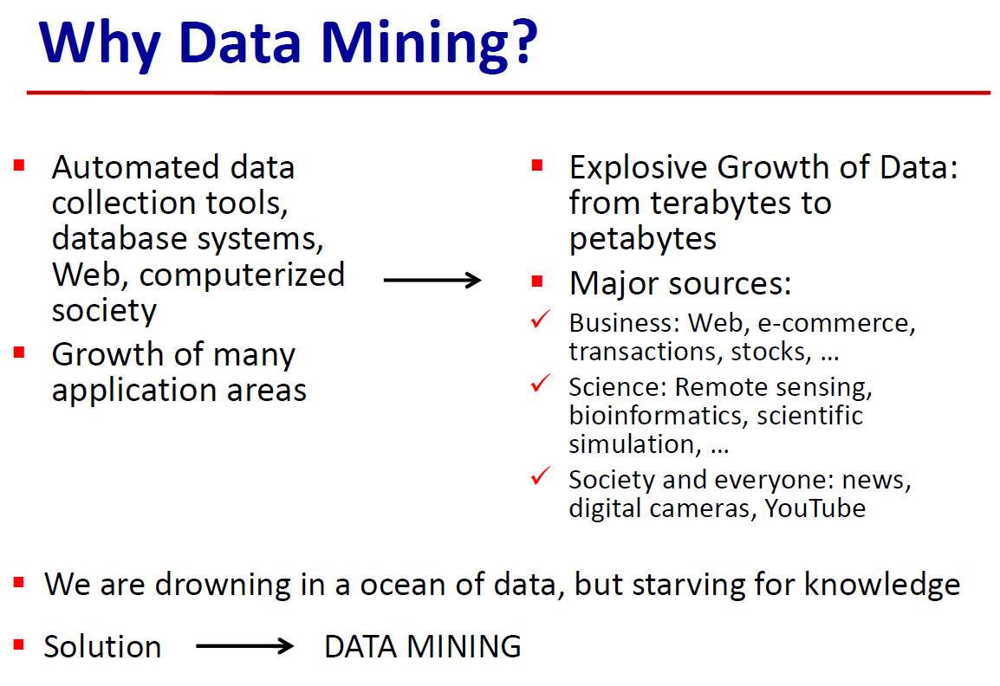 Why Data Mining?
Automated data
collection tools,
database systems,
Web, computerized
society
Growth of many
application areas
Explosive Growth of Data:
from terabytes to
petabytes
Major sources:
Business: Web, e-commerce,
transactions, stocks, …
Science: Remote sensing,
bioinformatics, scientific
simulation, …
Society and everyone: news,
digital cameras, YouTube
We are drowning in a ocean of data, but starving for knowledge
Solution DATA MINING